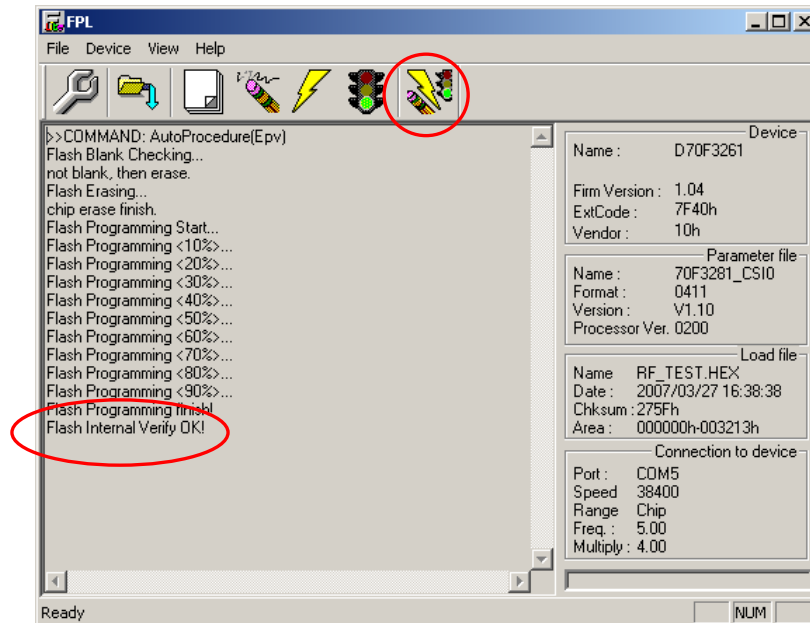 FPL
File Device View Help
>>COMMAND: AutoProcedure(Epv)
Flash Blank Checking...
not blank, then erase.
Flash Erasing...
chip erase finish.
Flash Programming Start...
Flash Programming <10%>...
Flash Programming <20%>...
Flash Programming <30%>...
Flash Programming <40%>...
Flash Programming <50%>...
Flash Programming <60%>...
Flash Programming <70%>...
Flash Programming <80%>...
Flash Programming <90%>...
Flash Programming finish!
Flash Internal Verify OK!
Device
Name : D70F3261
Firm Version : 1.04
ExtCode : 7F40h
Vendor : 10h
Parameter file
Name : 70F3281_CSI0
Format : 0411
Version : V1.10
Processor Ver. 0200
Load file
Name RF_TEST.HEX
Date : 2007/03/27 16:38:38
Chksum : 275Fh
Area : 000000h-003213h
Connection to device
Port : COM5
Speed 38400
Range Chip
Freq. : 5.00
Multiply : 4.00
Ready
NUM